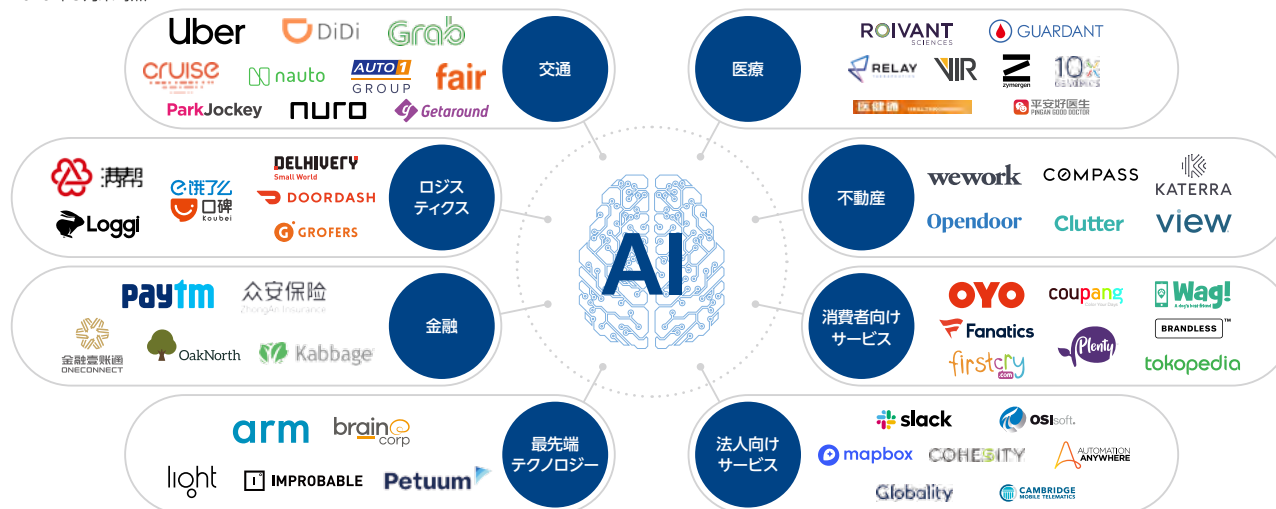 Uber
DiDi
Grab
cruise
nauto
AUTO1
GROUP
fair
ParkJockey
nuro
Getaround
交通
医療
ROIVANT
SCIENCES
GUARDANT
RELAY
VIR
zymergen
10x
医健通
平安好医生
PINGAN GOOD DOCTOR
满帮
饿了么
口碑
Koubei
DELHIVERY
Small World
DOORDASH
Loggi
GROFERS
ロジス
ティクス
不動産
wework
COMPASS
KATERRA
Opendoor
Clutter
view
AI
paytm
众安保险
ZhongAn Insurance
金融壹账通
ONECONNECT
OakNorth
Kabbage
金融
消費者向け
サービス
OYO
coupang
Wag!
A dog's best friend
Fanatics
Plenty
BRANDLESS™
firstcry
.com
tokopedia
arm
brain
corp
light
IMPROBABLE
Petuum
最先端
テクノロジー
法人向け
サービス
slack
OSIsoft.
mapbox
COHESITY
AUTOMATION
ANYWHERE
Globality
CAMBRIDGE
MOBILE TELEMATICS